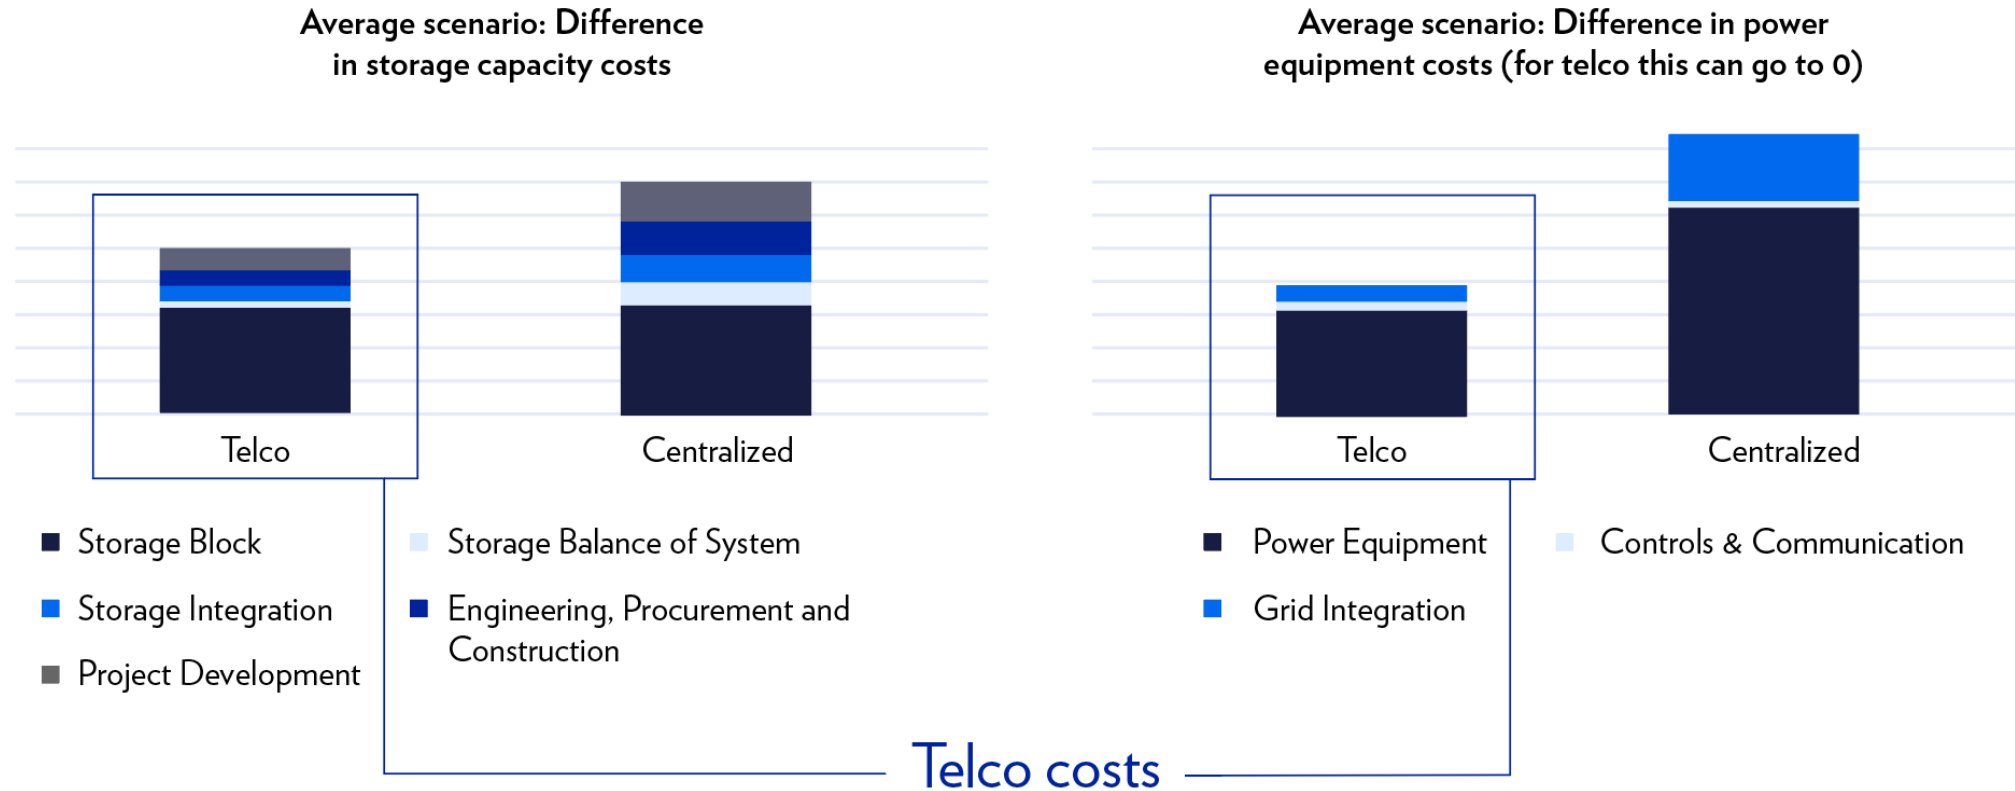 Average scenario: Difference
in storage capacity costs
Telco
Centralized
Storage Block
Storage Balance of System
Storage Integration
Engineering, Procurement and
Construction
Project Development
Average scenario: Difference in power
equipment costs (for telco this can go to 0)
Telco
Centralized
Power Equipment
Controls & Communication
Grid Integration
Telco costs